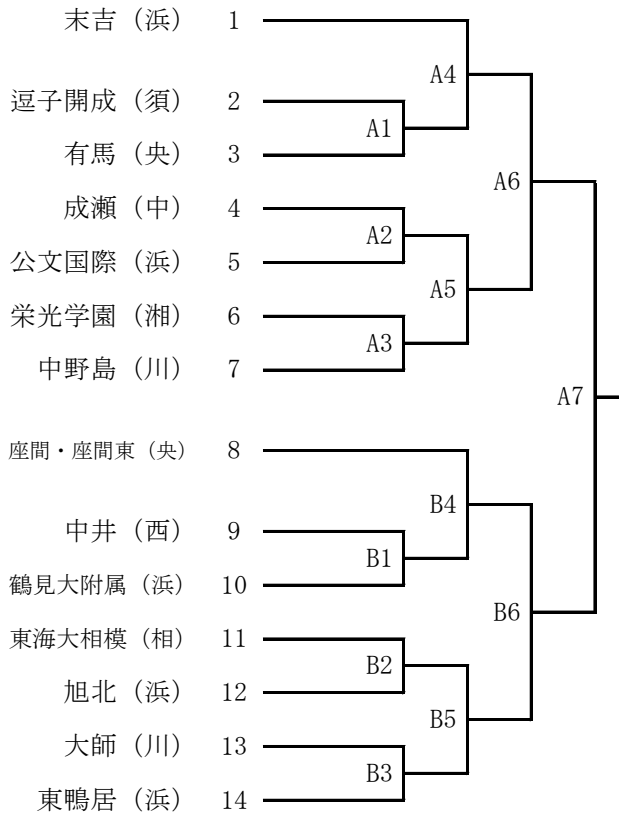 末吉（浜） 1
A4
逗子開成（須） 2
A1
有馬（央） 3
A6
成瀬（中） 4
A2
公文国際（浜） 5
A5
栄光学園（湘） 6
A3
中野島（川） 7
A7
座間・座間東（央） 8
B4
中井（西） 9
B1
鶴見大附属（浜） 10
B6
東海大相模（相） 11
B2
旭北（浜） 12
B5
大師（川） 13
B3
東鴨居（浜） 14